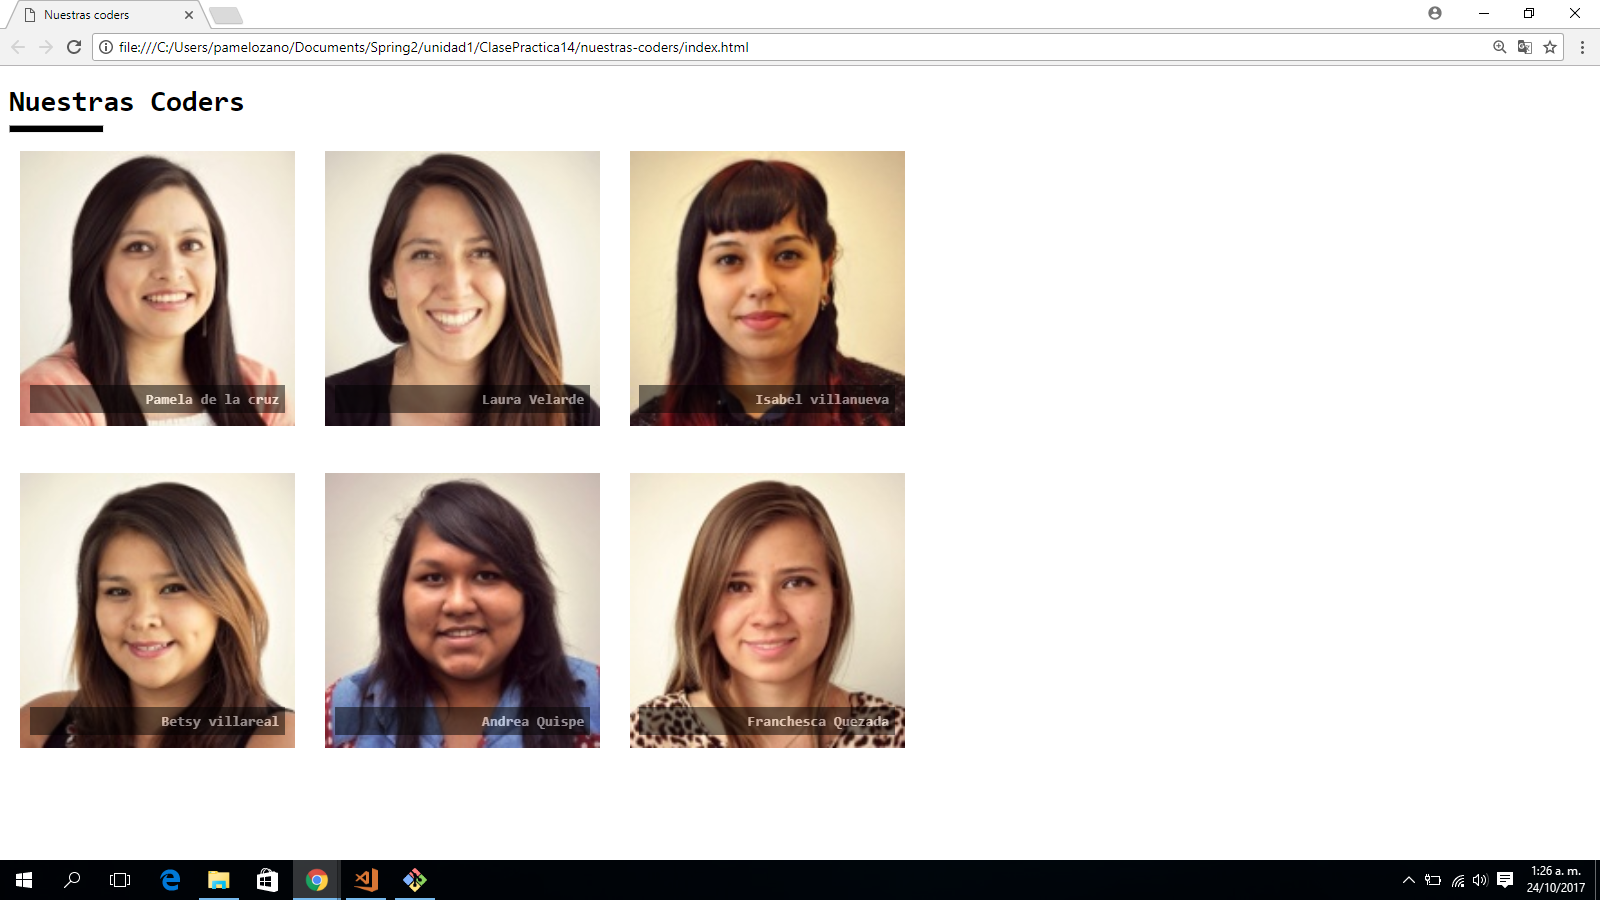 Nuestras coders
file:///C:/Users/pamelozano/Documents/Spring2/unidad1/ClasePractica14/nuestras-coders/index.html
Nuestras Coders
Pamela de la cruz
Laura Velarde
Isabel villanueva
Betsy villareal
Andrea Quispe
Franchesca Quezada
1:26 a. m.
24/10/2017